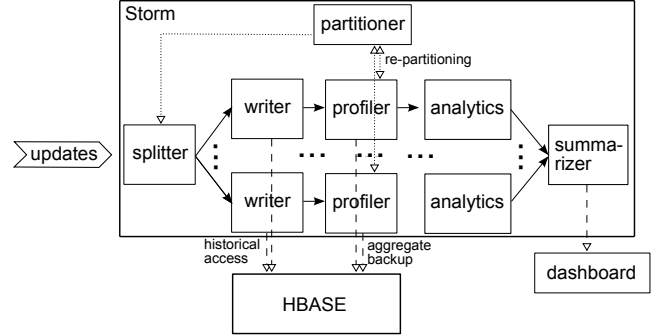 Storm
partitioner
re-partitioning
writer
profiler
analytics
updates
splitter
summa-
rizer
writer
profiler
analytics
historical
access
aggregate
backup
dashboard
HBASE